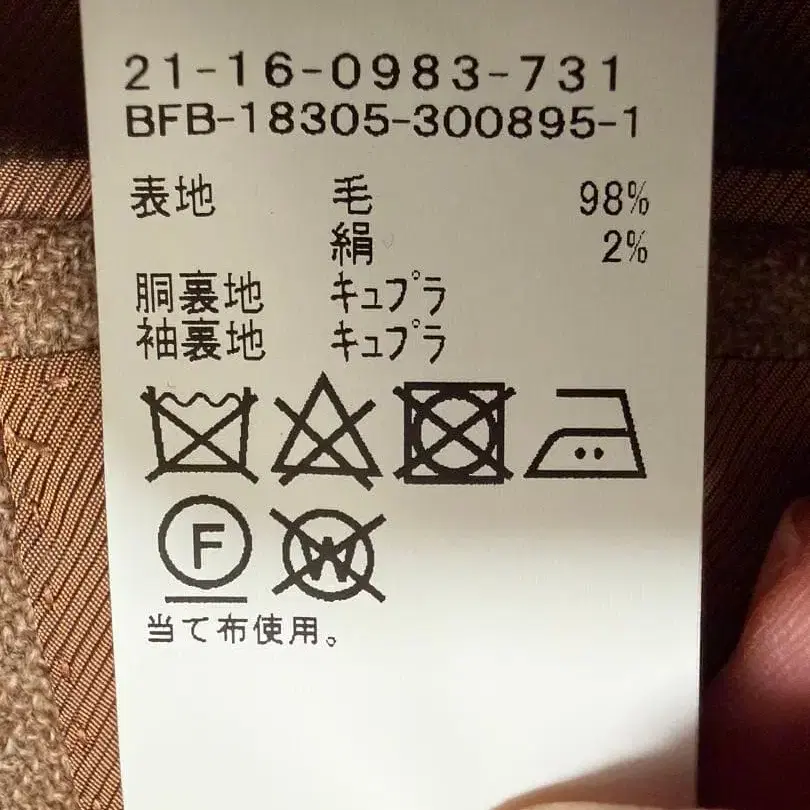 21-16-0983-731
BFB-18305-300895-1
表地 毛 98%
絹 2%
胴裏地 キュプラ
袖裏地 キュプラ
F W
当て布使用。